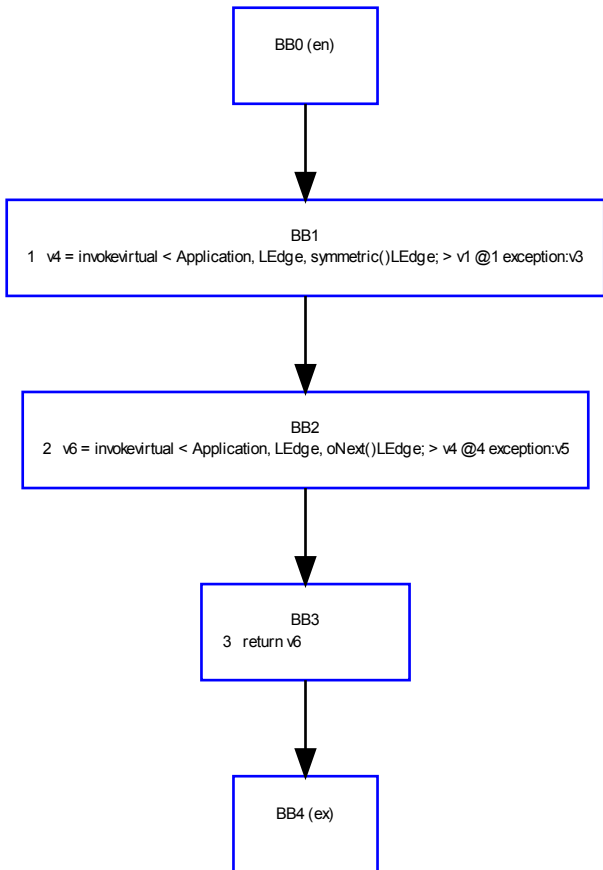 BB0 (en)
BB1
1 v4 = invokevirtual < Application, LEdge, symmetric()LEdge; > v1 @1 exception:v3
BB2
2 v6 = invokevirtual < Application, LEdge, oNext()LEdge; > v4 @4 exception:v5
BB3
3 return v6
BB4 (ex)